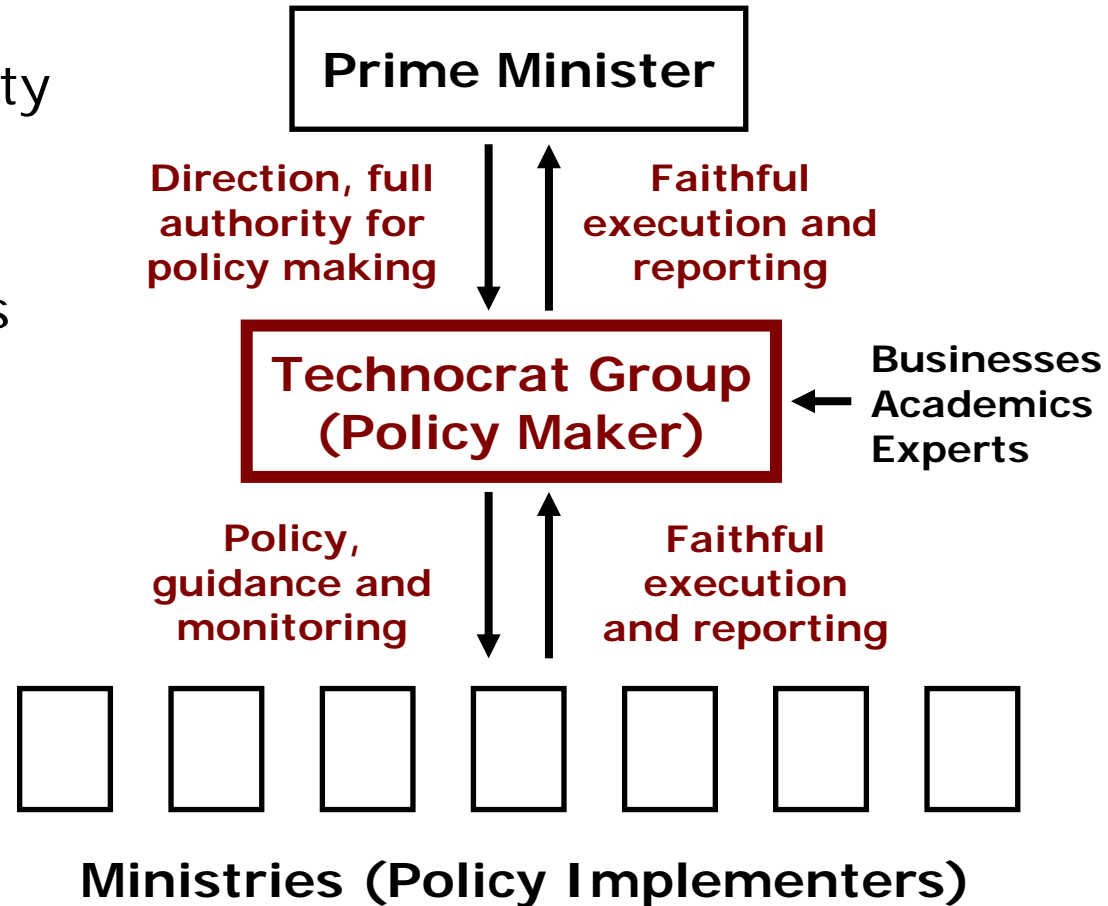 Prime Minister
ty
Direction, full
authority for
policy making
Faithful
execution and
reporting
s
Technocrat Group
(Policy Maker)
Businesses
Academics
Experts
Policy,
guidance and
monitoring
Faithful
execution
and reporting
Ministries (Policy Implementers)